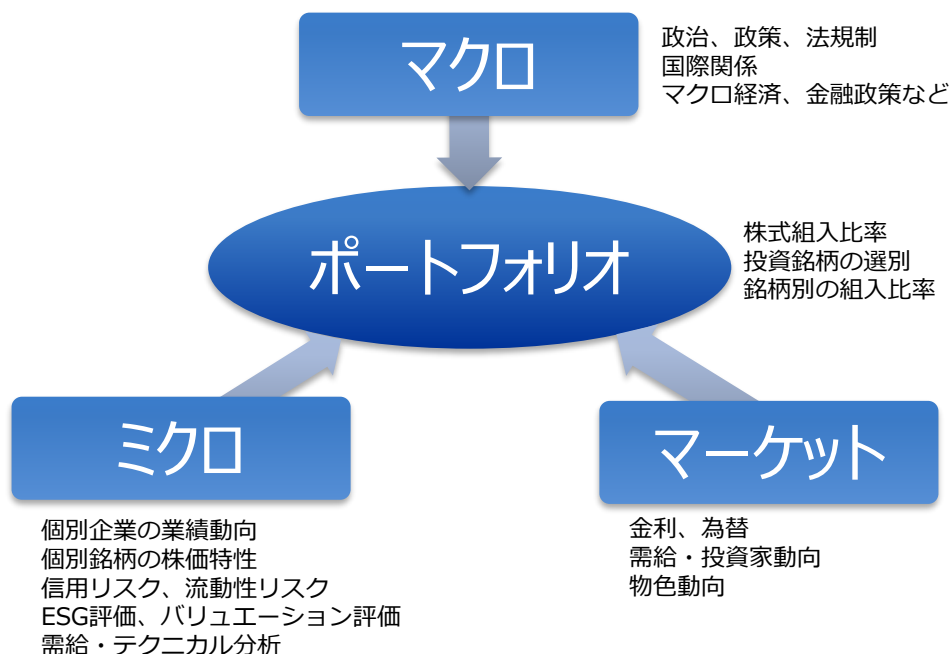 マクロ
政治、政策、法規制
国際関係
マクロ経済、金融政策など
ポートフォリオ
株式組入比率
投資銘柄の選別
銘柄別の組入比率
ミクロ
個別企業の業績動向
個別銘柄の株価特性
信用リスク、流動性リスク
ESG評価、バリュエーション評価
需給・テクニカル分析
マーケット
金利、為替
需給・投資家動向
物色動向